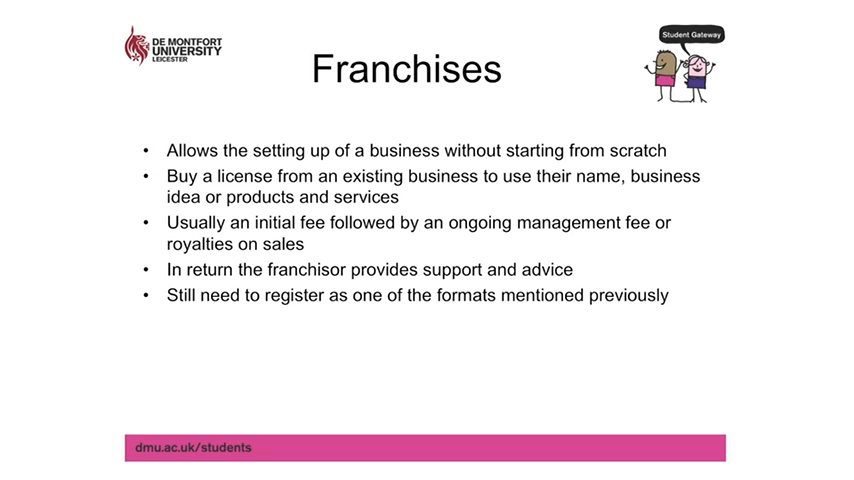 DE MONTFORT
UNIVERSITY
LEICESTER
Student Gateway
Franchises
• Allows the setting up of a business without starting from scratch
• Buy a license from an existing business to use their name, business
idea or products and services
• Usually an initial fee followed by an ongoing management fee or
royalties on sales
• In return the franchisor provides support and advice
• Still need to register as one of the formats mentioned previously
dmu.ac.uk/students